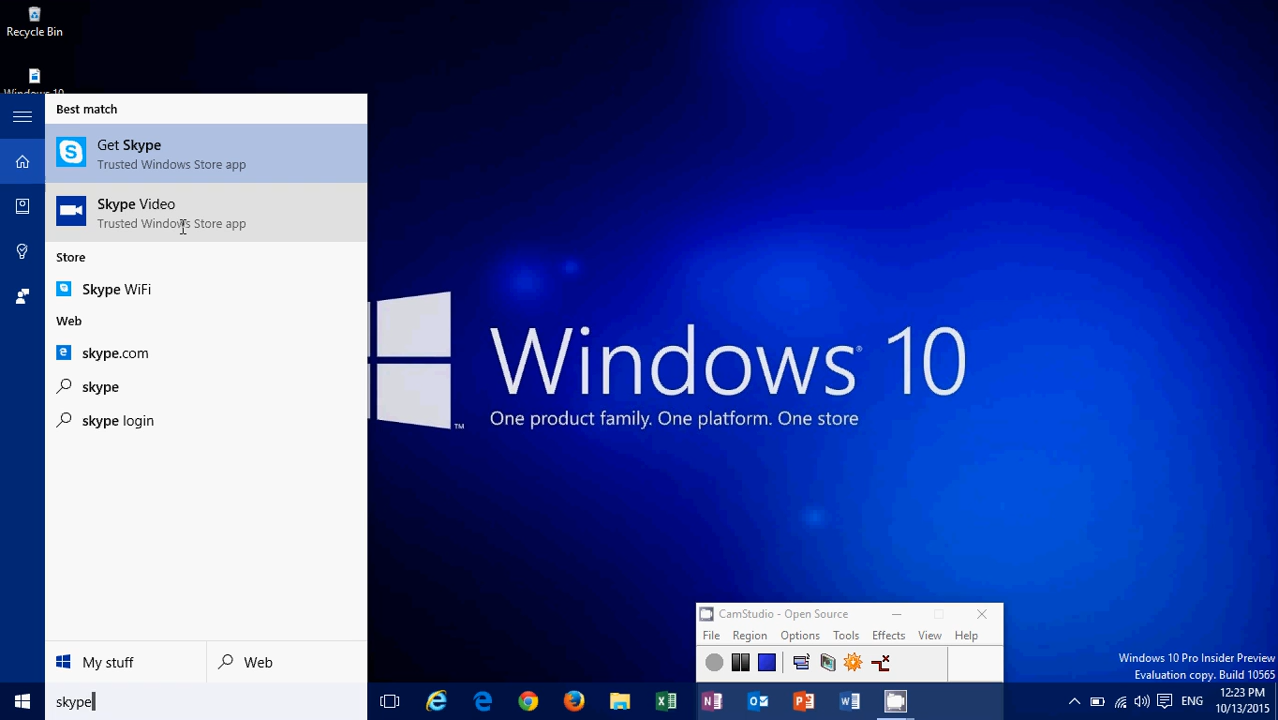 Recycle Bin
Windows 10
Best match
Get Skype
Trusted Windows Store app
Skype Video
Trusted Windows Store app
Store
Skype WiFi
Web
skype.com
skype
skype login
My stuff
Web
skype
Windows® 10
One product family. One platform. One store
™
CamStudio - Open Source
File Region Options Tools Effects View Help
Windows 10 Pro Insider Preview
Evaluation copy. Build 10565
ENG
12:23 PM
10/13/2015